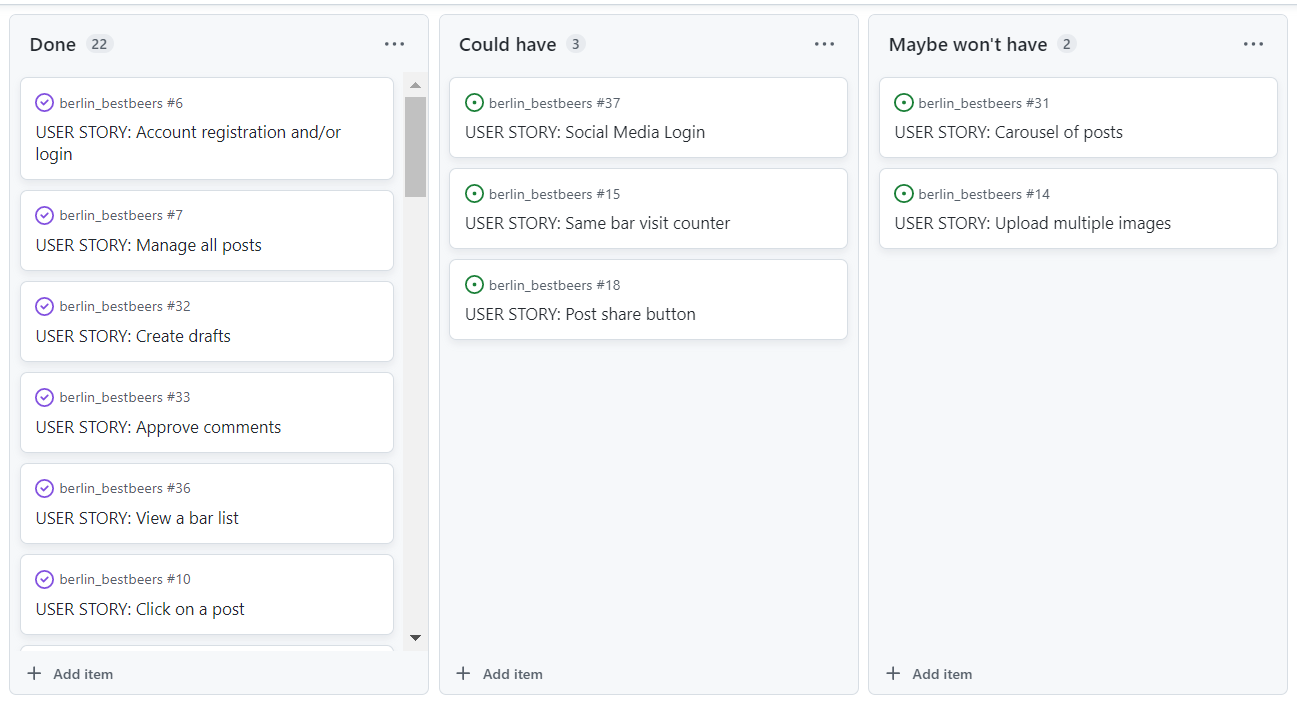 Done 22
berlin_bestbeers #6
USER STORY: Account registration and/or
login
berlin_bestbeers #7
USER STORY: Manage all posts
berlin_bestbeers #32
USER STORY: Create drafts
berlin_bestbeers #33
USER STORY: Approve comments
berlin_bestbeers #36
USER STORY: View a bar list
berlin_bestbeers #10
USER STORY: Click on a post
Add item
Could have 3
berlin_bestbeers #37
USER STORY: Social Media Login
berlin_bestbeers #15
USER STORY: Same bar visit counter
berlin_bestbeers #18
USER STORY: Post share button
Add item
Maybe won't have 2
berlin_bestbeers #31
USER STORY: Carousel of posts
berlin_bestbeers #14
USER STORY: Upload multiple images
Add item